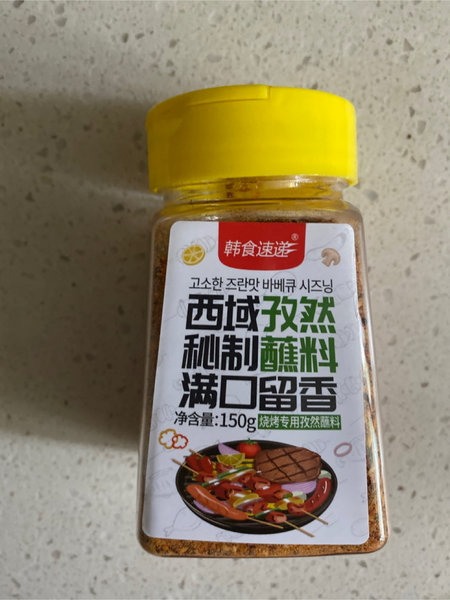 韩食速递®
고소한 즈란맛 바베큐 시즈닝
西域孜然
秘制蘸料
满口留香
净含量:150g 烧烤专用孜然蘸料